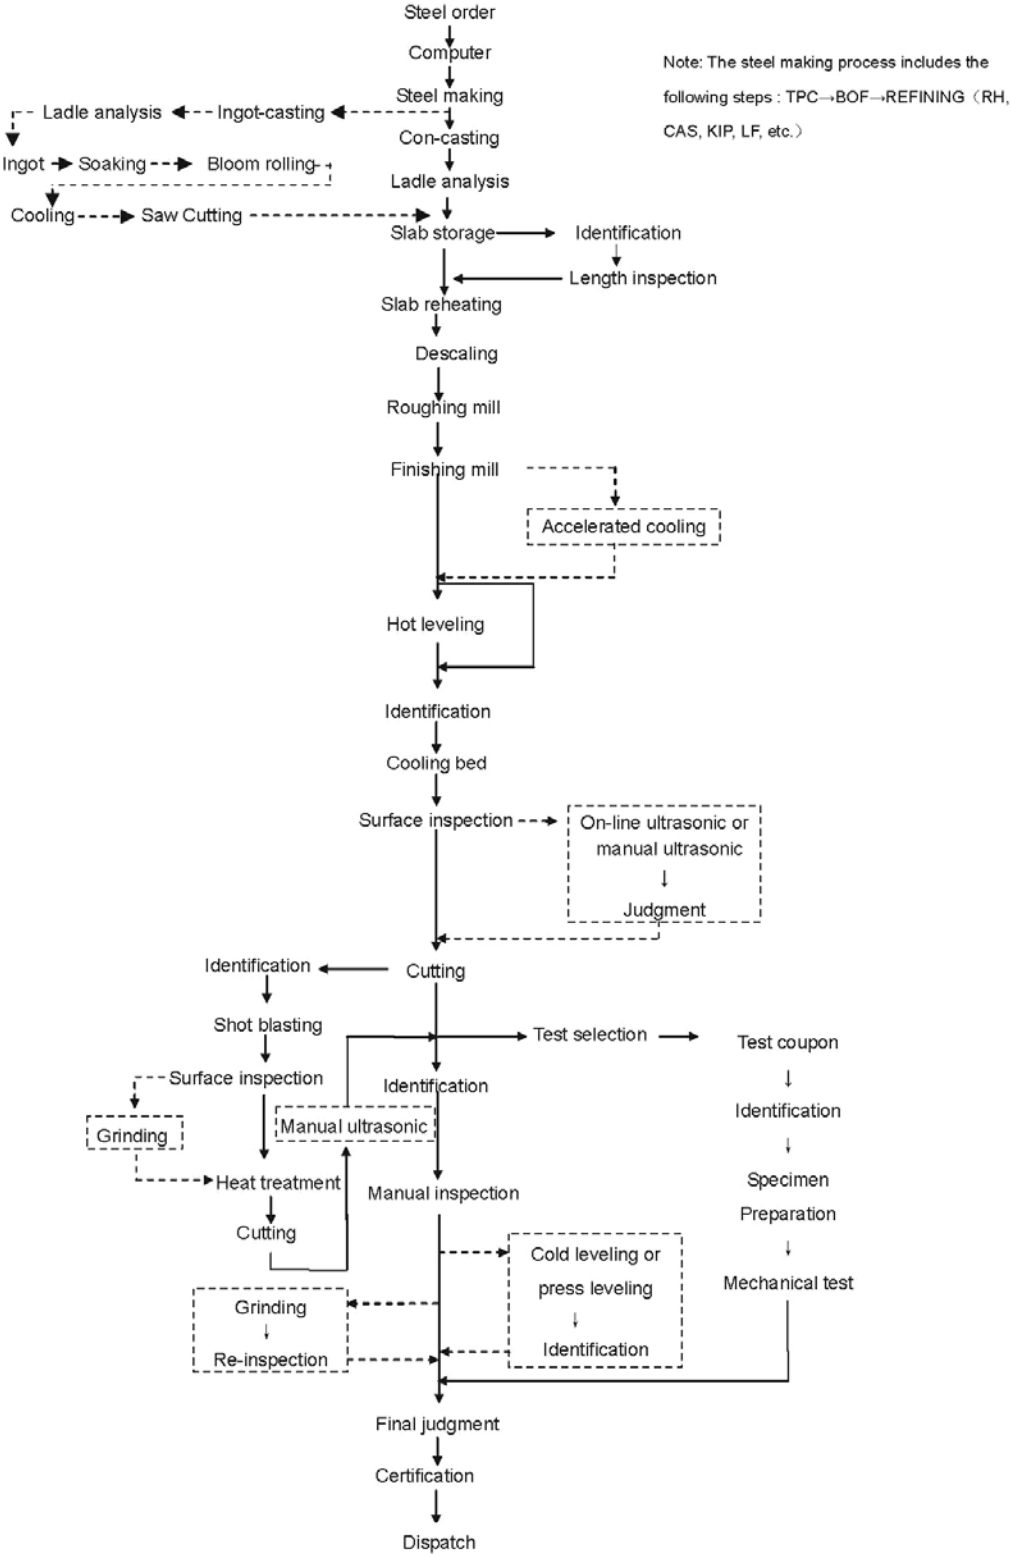 Steel order
Computer
Note: The steel making process includes the
following steps : TPC→BOF→REFINING（RH,
CAS, KIP, LF, etc.）
Steel making
Ladle analysis
Ingot-casting
Con-casting
Ingot
Soaking
Bloom rolling
Ladle analysis
Cooling
Saw Cutting
Slab storage
Identification
Length inspection
Slab reheating
Descaling
Roughing mill
Finishing mill
Accelerated cooling
Hot leveling
Identification
Cooling bed
Surface inspection
On-line ultrasonic or
manual ultrasonic
Judgment
Identification
Cutting
Shot blasting
Test selection
Test coupon
Surface inspection
Identification
Identification
Grinding
Manual ultrasonic
Heat treatment
Manual inspection
Specimen
Preparation
Cutting
Cold leveling or
press leveling
Mechanical test
Grinding
Identification
Re-inspection
Final judgment
Certification
Dispatch